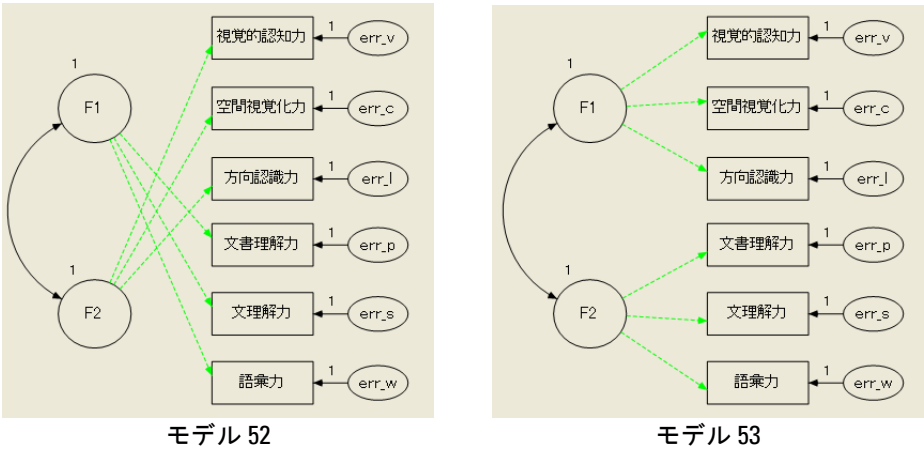 視覚的認知力
1
err_v
1
F1
空間視覚化力
1
err_c
方向認識力
1
err_l
文書理解力
1
err_p
1
F2
文理解力
1
err_s
語彙力
1
err_w
モデル 52
視覚的認知力
1
err_v
1
F1
空間視覚化力
1
err_c
方向認識力
1
err_l
文書理解力
1
err_p
1
F2
文理解力
1
err_s
語彙力
1
err_w
モデル 53